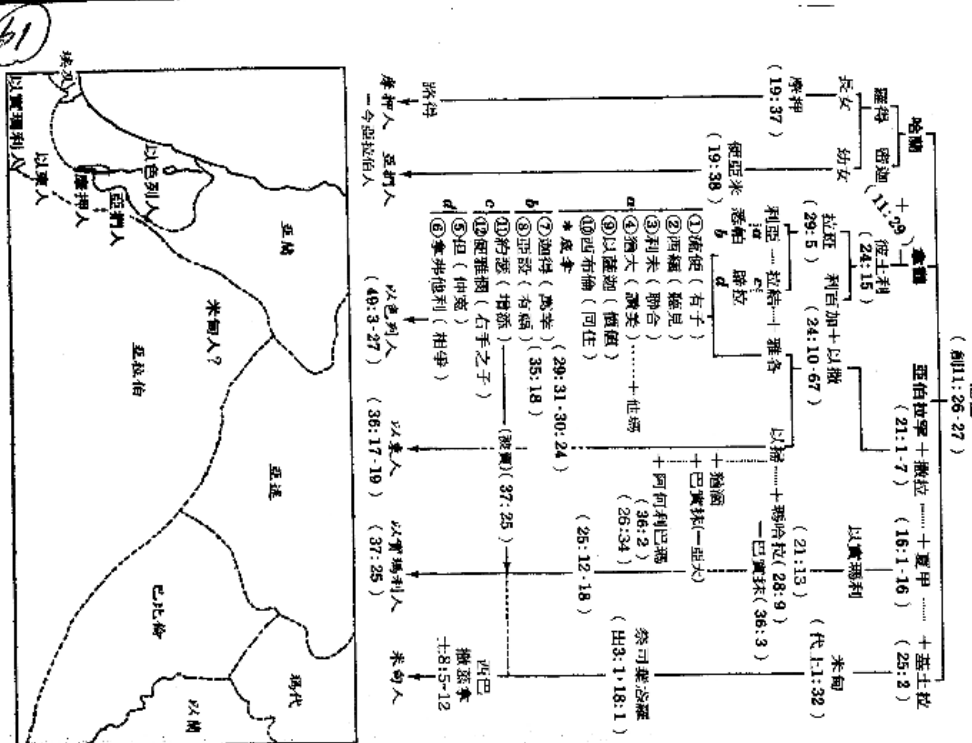 (創11:26-27)
哈蘭
拿鶴
亞伯拉罕 + 撒拉 …… + 夏甲 …… + 基土拉
(21:1-7)
(16:1-16)
(25:2)
羅得
密迦
+
(11:29)
彼土利
(24:15)
長女
幼女
拉班
(29:5)
利百加 + 以撒
(24:10-67)
以實瑪利
(21:13)
米甸
(代上1:32)
摩押
(19:37)
便亞米
(19:38)
利亞
拉結 …… + 雅各
悉帕
辟拉
b
d
以掃 …… + 瑪哈拉(28:9)
一巴實抹(36:3)
+ 猶滴
+ 巴實抹(一亞大)
(36:2)
+ 阿何利巴瑪
(26:34)
a
①流便(有子)
②西緬(聽見)
③利未(聯合)
④猶大(讚美) …… + 他瑪
⑨以薩迦(價值)
⑩西布倫(同住)
*底拿
(29:31-30:24)
b
⑦迦得(萬幸)
⑧亞設(有福)
(35:18)
c
⑪約瑟(增添)
(被賣)(37:25)
⑫便雅憫(右手之子)
d
⑤但(伸冤)
⑥拿弗他利(相爭)
(25:12-18)
祭司葉忒羅
(出3:1, 18:1)
西巴
撒慕拿
士8:5-12
路得
摩押人
亞捫人
一今亞拉伯人
以色列人
(49:3-27)
以東人
(36:17-19)
以實瑪利人
(37:25)
米甸人
埃及
以實瑪利人
以東人
以色列人
摩押人
亞捫人
亞蘭
米甸人?
亞拉伯
亞述
巴比倫
瑪代
以蘭
19